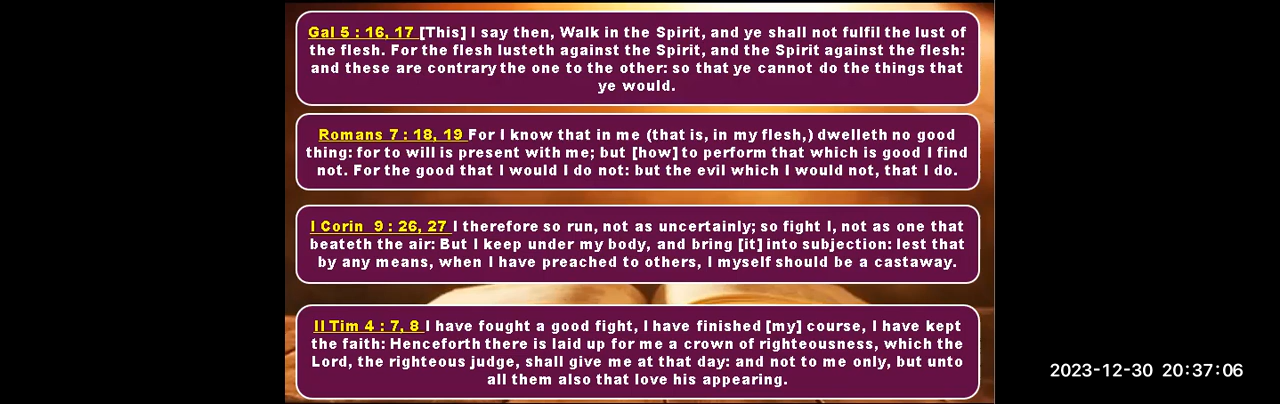 Gal 5 : 16, 17 [This] I say then, Walk in the Spirit, and ye shall not fulfil the lust of
the flesh. For the flesh lusteth against the Spirit, and the Spirit against the flesh:
and these are contrary the one to the other: so that ye cannot do the things that
ye would.
Romans 7 : 18, 19 For I know that in me (that is, in my flesh,) dwelleth no good
thing: for to will is present with me; but [how] to perform that which is good I find
not. For the good that I would I do not: but the evil which I would not, that I do.
I Corin 9 : 26, 27 I therefore so run, not as uncertainly; so fight I, not as one that
beateth the air: But I keep under my body, and bring [it] into subjection: lest that
by any means, when I have preached to others, I myself should be a castaway.
II Tim 4 : 7, 8 I have fought a good fight, I have finished [my] course, I have kept
the faith: Henceforth there is laid up for me a crown of righteousness, which the
Lord, the righteous judge, shall give me at that day: and not to me only, but unto
all them also that love his appearing.
2023-12-30 20:37:06